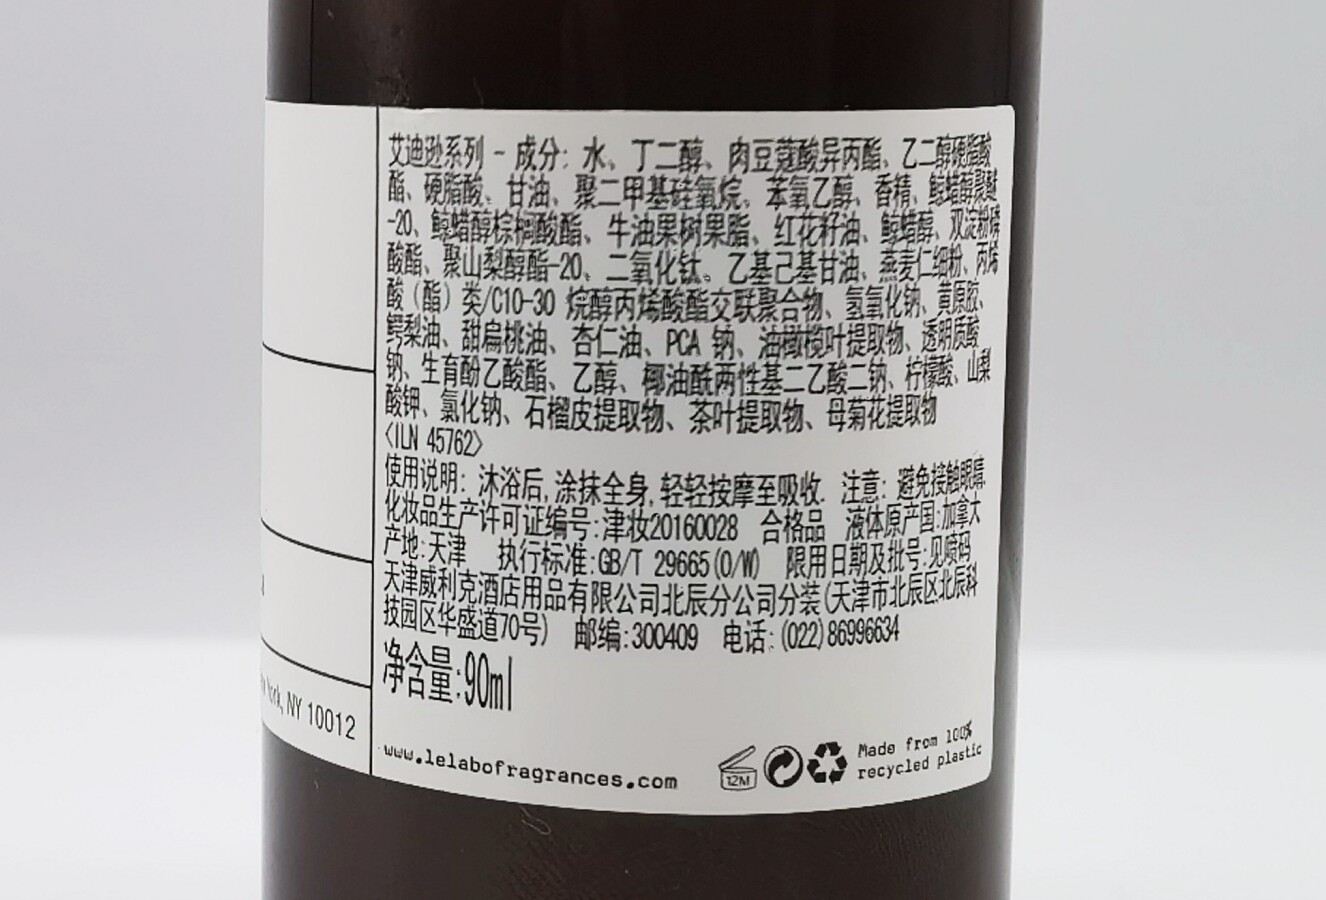 艾迪逊系列 - 成分: 水、丁二醇、肉豆蔻酸异丙酯、乙二醇硬脂酸
酯、硬脂酸、甘油、聚二甲基硅氧烷、苯氧乙醇、香精、鲸蜡醇聚醚
-20、鲸蜡醇棕榈酸酯、牛油果树果脂、红花籽油、鲸蜡醇、双淀粉磷
酸酯、聚山梨醇酯-20、二氧化钛、乙基己基甘油、燕麦仁细粉、丙烯
酸（酯）类/C10-30 烷醇丙烯酸酯交联聚合物、氢氧化钠、黄原胶、
鳄梨油、甜扁桃油、杏仁油、PCA 钠、油橄榄叶提取物、透明质酸
钠、生育酚乙酸酯、乙醇、椰油酰两性基二乙酸二钠、柠檬酸、山梨
酸钾、氯化钠、石榴皮提取物、茶叶提取物、母菊花提取物
<ILN 45762>
使用说明: 沐浴后,涂抹全身,轻轻按摩至吸收. 注意: 避免接触眼睛.
化妆品生产许可证编号:津妆20160028 合格品 液体原产国:加拿大
产地:天津 执行标准:GB/T 29665(O/W) 限用日期及批号:见喷码
天津威利克酒店用品有限公司北辰分公司分装(天津市北辰区北辰科
技园区华盛道70号) 邮编:300409 电话:(022)86996634
净含量:90ml
York, NY 10012
www.lelabofragrances.com
12M
Made from 100%
recycled plastic